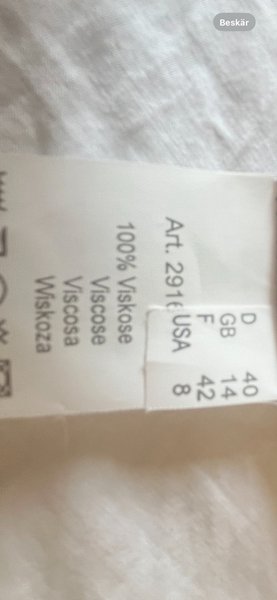 Beskär
D 40
GB 14
F 42
USA 8
Art. 291
100% Viskose
Viscose
Viscosa
Wiskoza